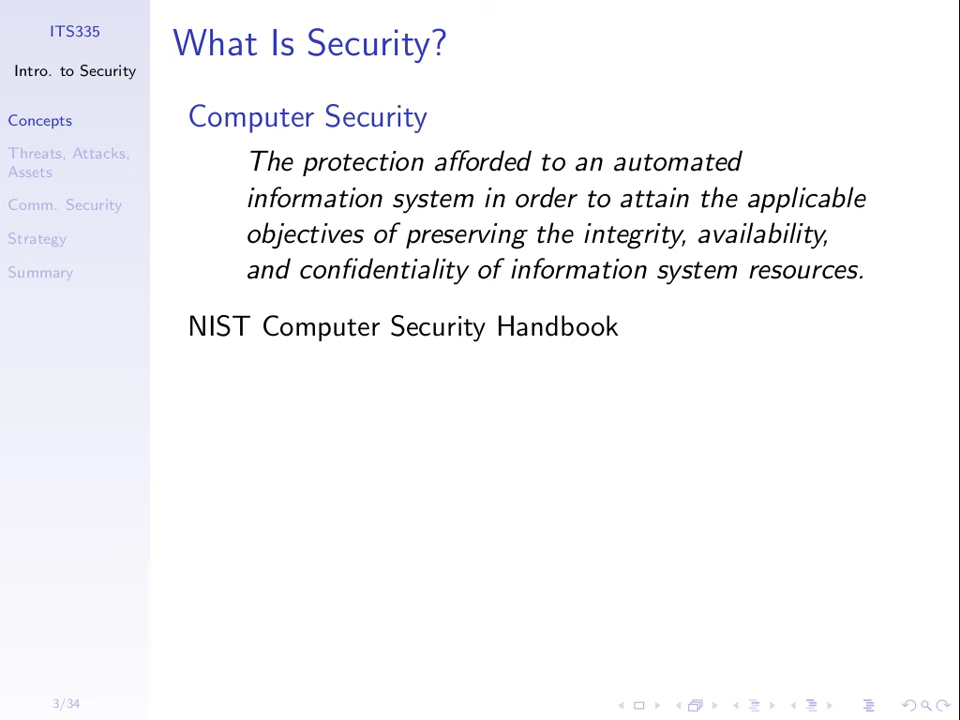 ITS335
Intro. to Security
Concepts
Threats, Attacks,
Assets
Comm. Security
Strategy
Summary
3/34
What Is Security?
Computer Security
The protection afforded to an automated
information system in order to attain the applicable
objectives of preserving the integrity, availability,
and confidentiality of information system resources.
NIST Computer Security Handbook